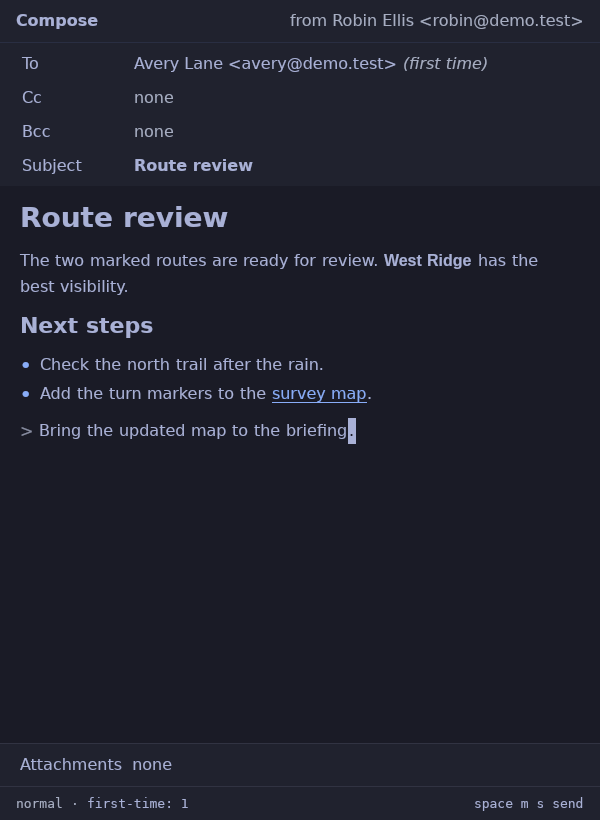 Compose from Robin Ellis <robin@demo.test>
To Avery Lane <avery@demo.test> (first time)
Cc none
Bcc none
Subject Route review
Route review
The two marked routes are ready for review. West Ridge has the
best visibility.
Next steps
• Check the north trail after the rain.
• Add the turn markers to the survey map.
> Bring the updated map to the briefing.
Attachments none
normal · first-time: 1 space m s send